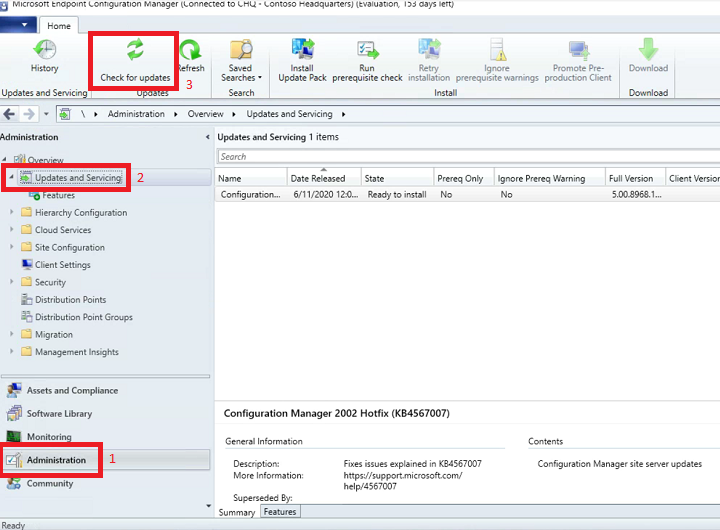 Microsoft Endpoint Configuration Manager (Connected to CHQ - Contoso Headquarters) (Evaluation, 153 days left)
Home
History
Check for updates
Refresh
3
Saved
Searches
Install
Update Pack
Run
prerequisite check
Retry
installation
Ignore
prerequisite warnings
Promote Pre-
production Client
Download
Updates and Servicing
Updates
Search
Install
Download
\ Administration Overview Updates and Servicing
Administration
Overview
Updates and Servicing
2
Features
Hierarchy Configuration
Cloud Services
Site Configuration
Client Settings
Security
Distribution Points
Distribution Point Groups
Migration
Management Insights
Assets and Compliance
Software Library
Monitoring
Administration
1
Community
Updates and Servicing 1 items
Search
Name Date Released State Prereq Only Ignore Prereq Warning Full Version Client Version
Configuration... 6/11/2020 12:0... Ready to install No No 5.00.8968.1...
Configuration Manager 2002 Hotfix (KB4567007)
General Information
Description: Fixes issues explained in KB4567007
More Information: https://support.microsoft.com/
help/4567007
Superseded By:
Contents
Configuration Manager site server updates
Summary Features
Ready